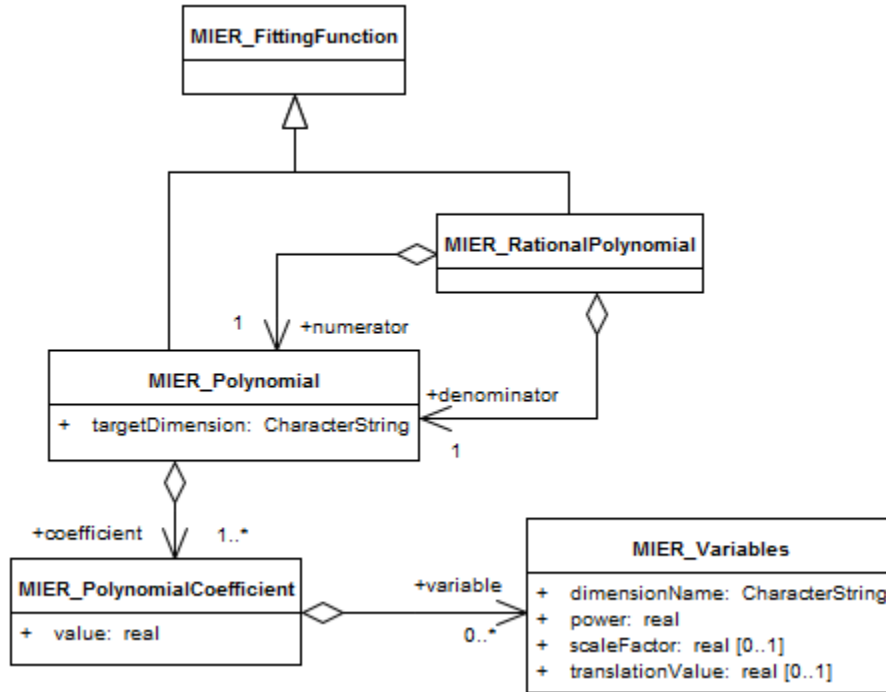 MIER_FittingFunction
MIER_RationalPolynomial
1 +numerator
MIER_Polynomial
+ targetDimension: CharacterString
+denominator
1
+coefficient 1..*
MIER_PolynomialCoefficient
+ value: real
+variable
0..*
MIER_Variables
+ dimensionName: CharacterString
+ power: real
+ scaleFactor: real [0..1]
+ translationValue: real [0..1]